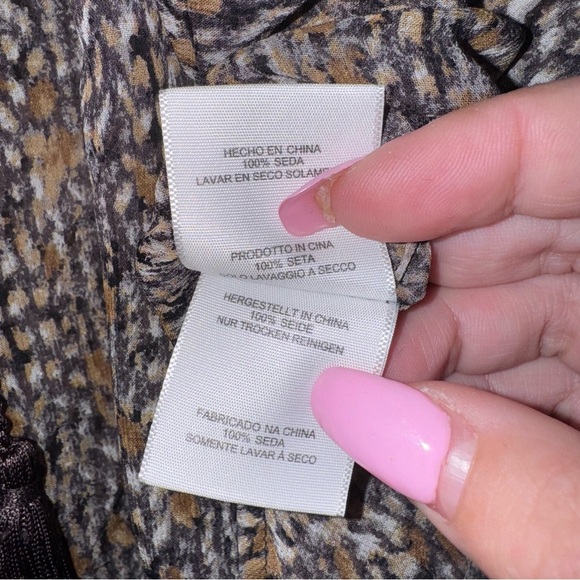 HECHO EN CHINA
100% SEDA
LAVAR EN SECO
PRODOTTO IN CINA
100% SETA
LAVAGGIO A SECCO
HERGESTELLT IN CHINA
100% SEIDE
NUR TROCKEN REINIGEN
FABRICADO NA CHINA
100% SEDA
SOMENTE LAVAR À SECO